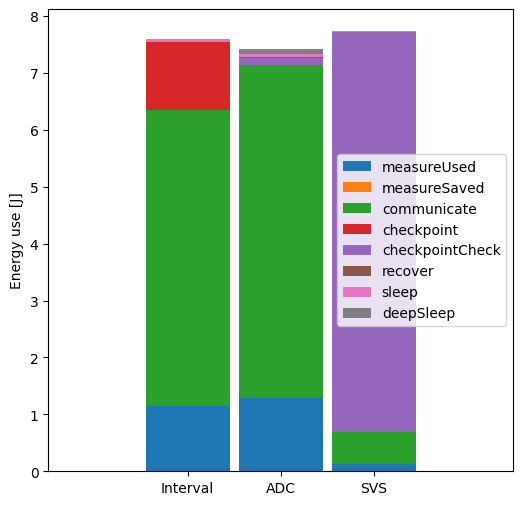 8
7
6
5
4
3
2
1
0
Energy use [J]
measureUsed
measureSaved
communicate
checkpoint
checkpointCheck
recover
sleep
deepSleep
Interval ADC SVS